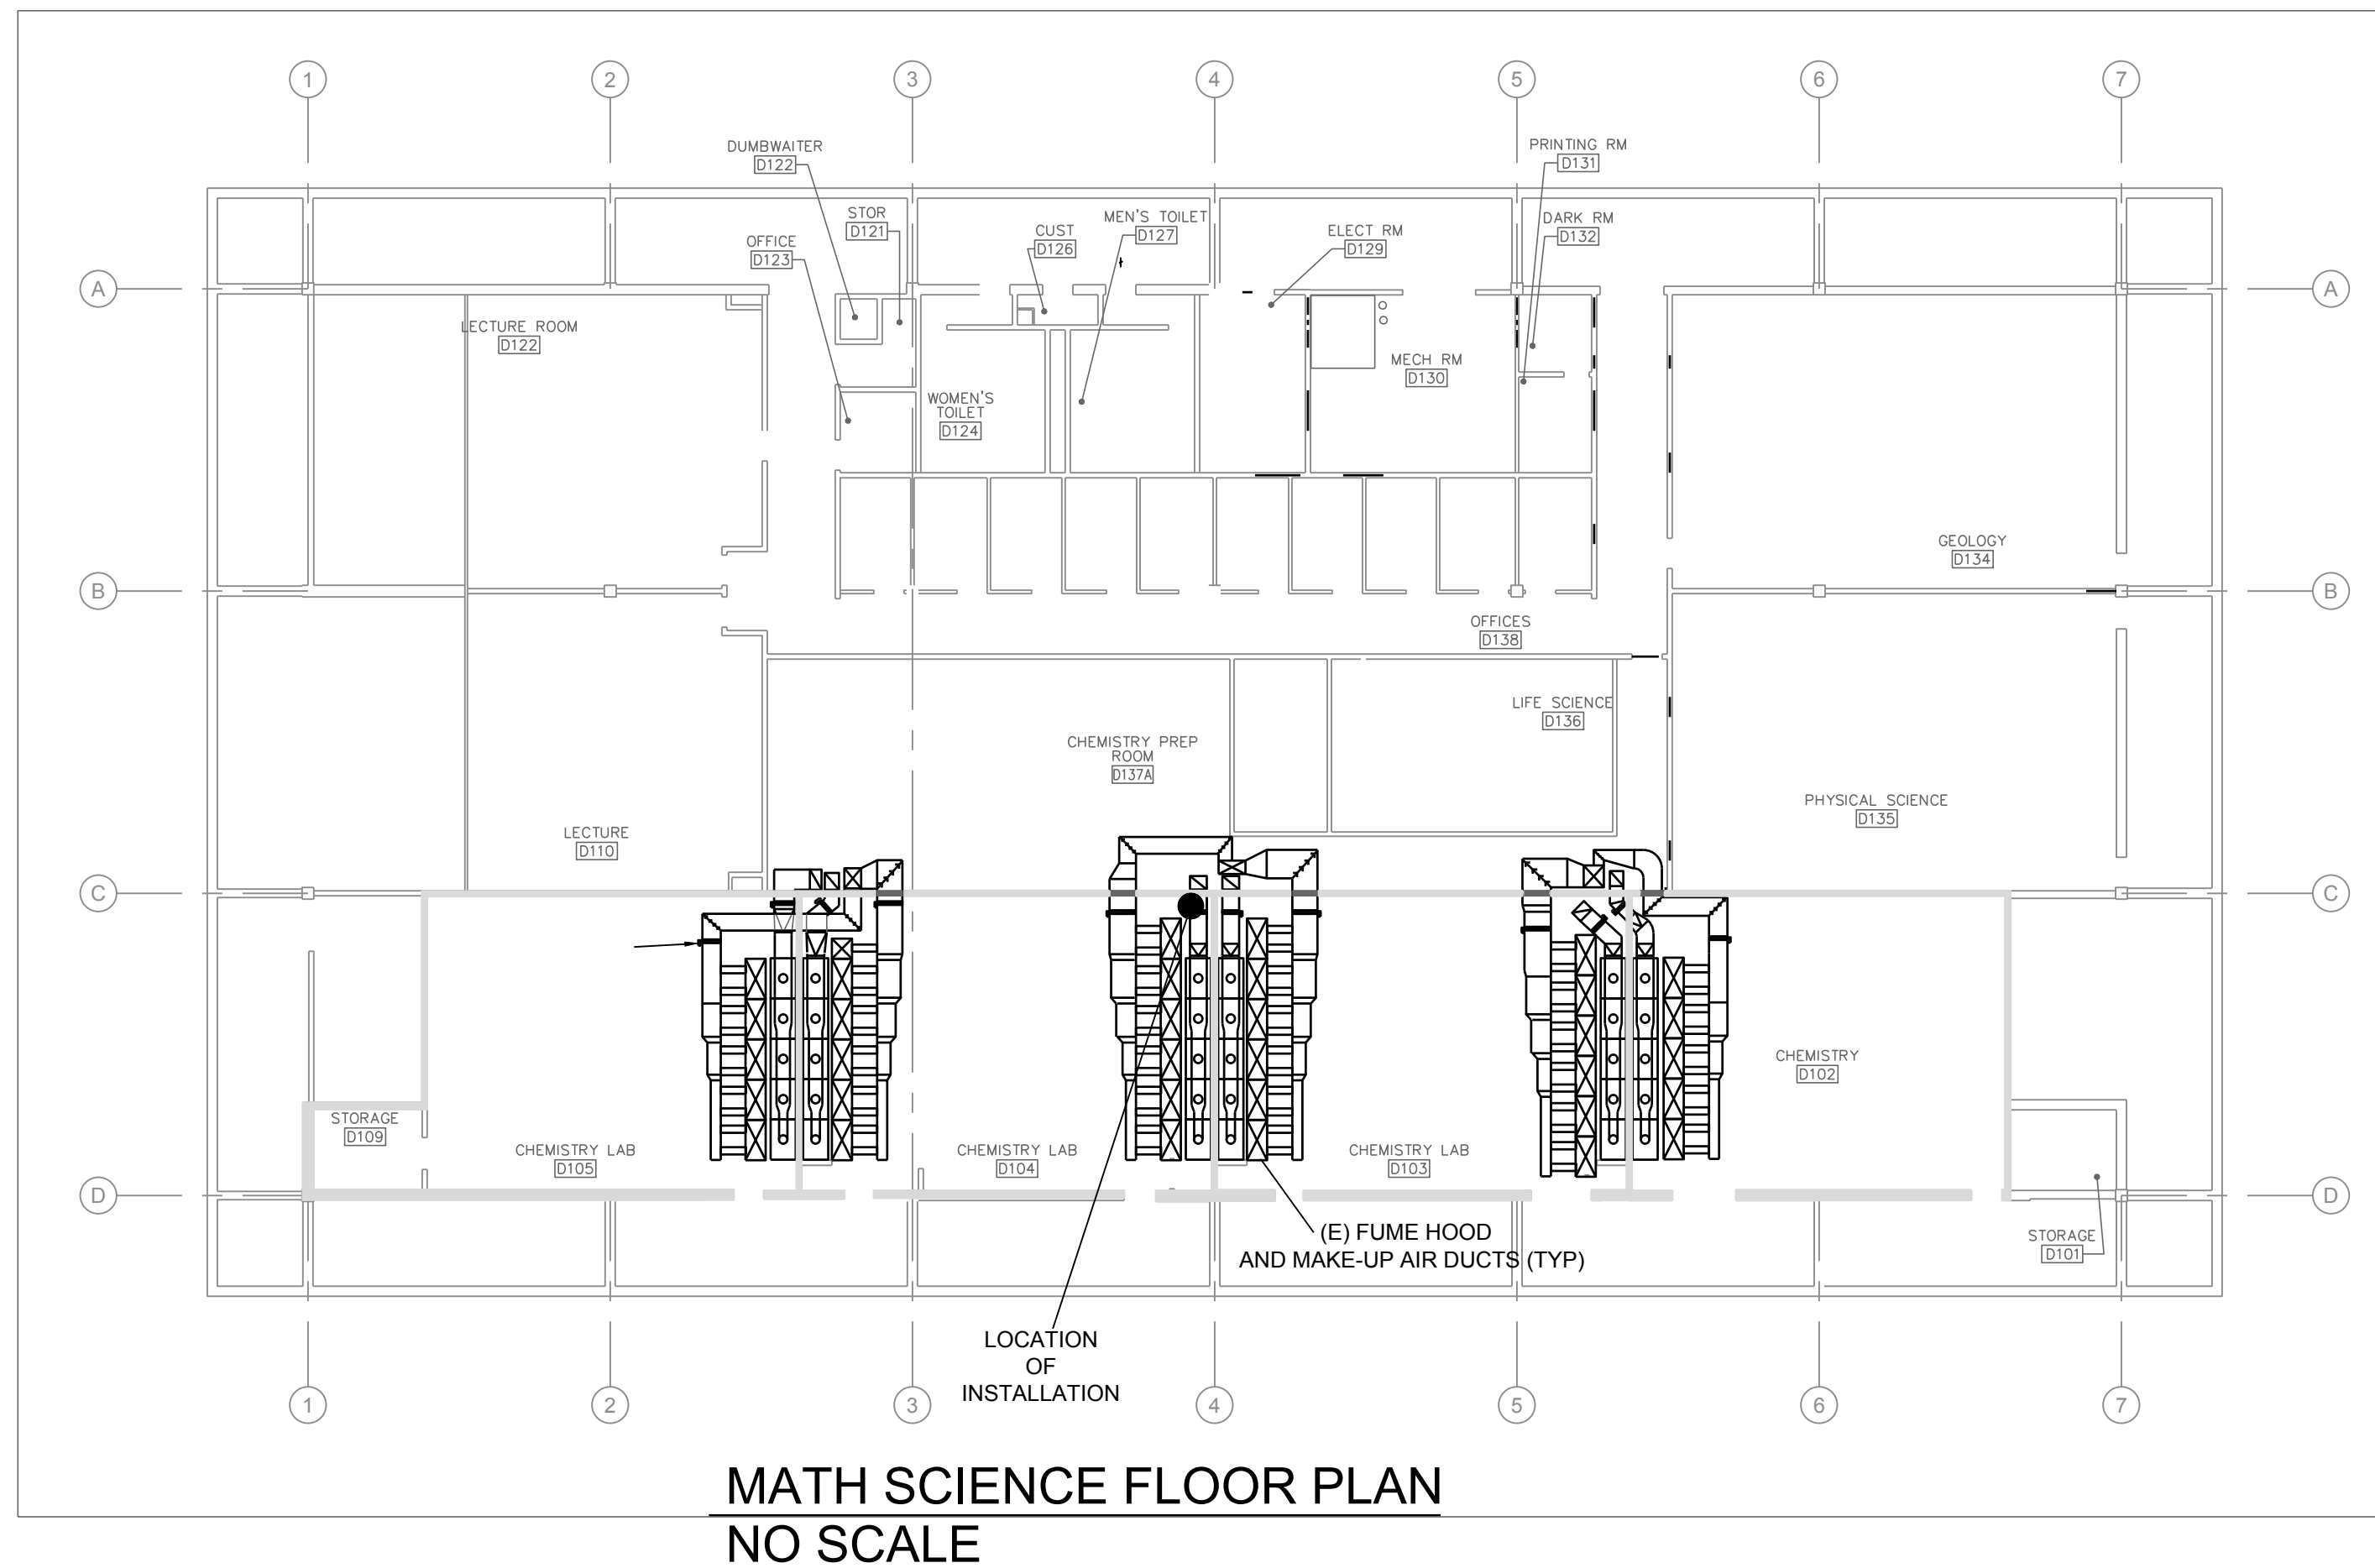 1 2 3 4 5 6 7
DUMBWAITER
D122
PRINTING RM
D131
STOR
D121
MEN'S TOILET
D127
CUST
D126
ELECT RM
D129
DARK RM
D132
OFFICE
D123
A A
LECTURE ROOM
D122
MECH RM
D130
WOMEN'S
TOILET
D124
GEOLOGY
D134
B B
OFFICES
D138
LIFE SCIENCE
D136
CHEMISTRY PREP
ROOM
D137A
PHYSICAL SCIENCE
D135
LECTURE
D110
C C
CHEMISTRY
D102
STORAGE
D109
CHEMISTRY LAB
D105
CHEMISTRY LAB
D104
CHEMISTRY LAB
D103
D D
(E) FUME HOOD
AND MAKE-UP AIR DUCTS (TYP)
STORAGE
D101
LOCATION
OF
INSTALLATION
1 2 3 4 5 6 7
MATH SCIENCE FLOOR PLAN
NO SCALE